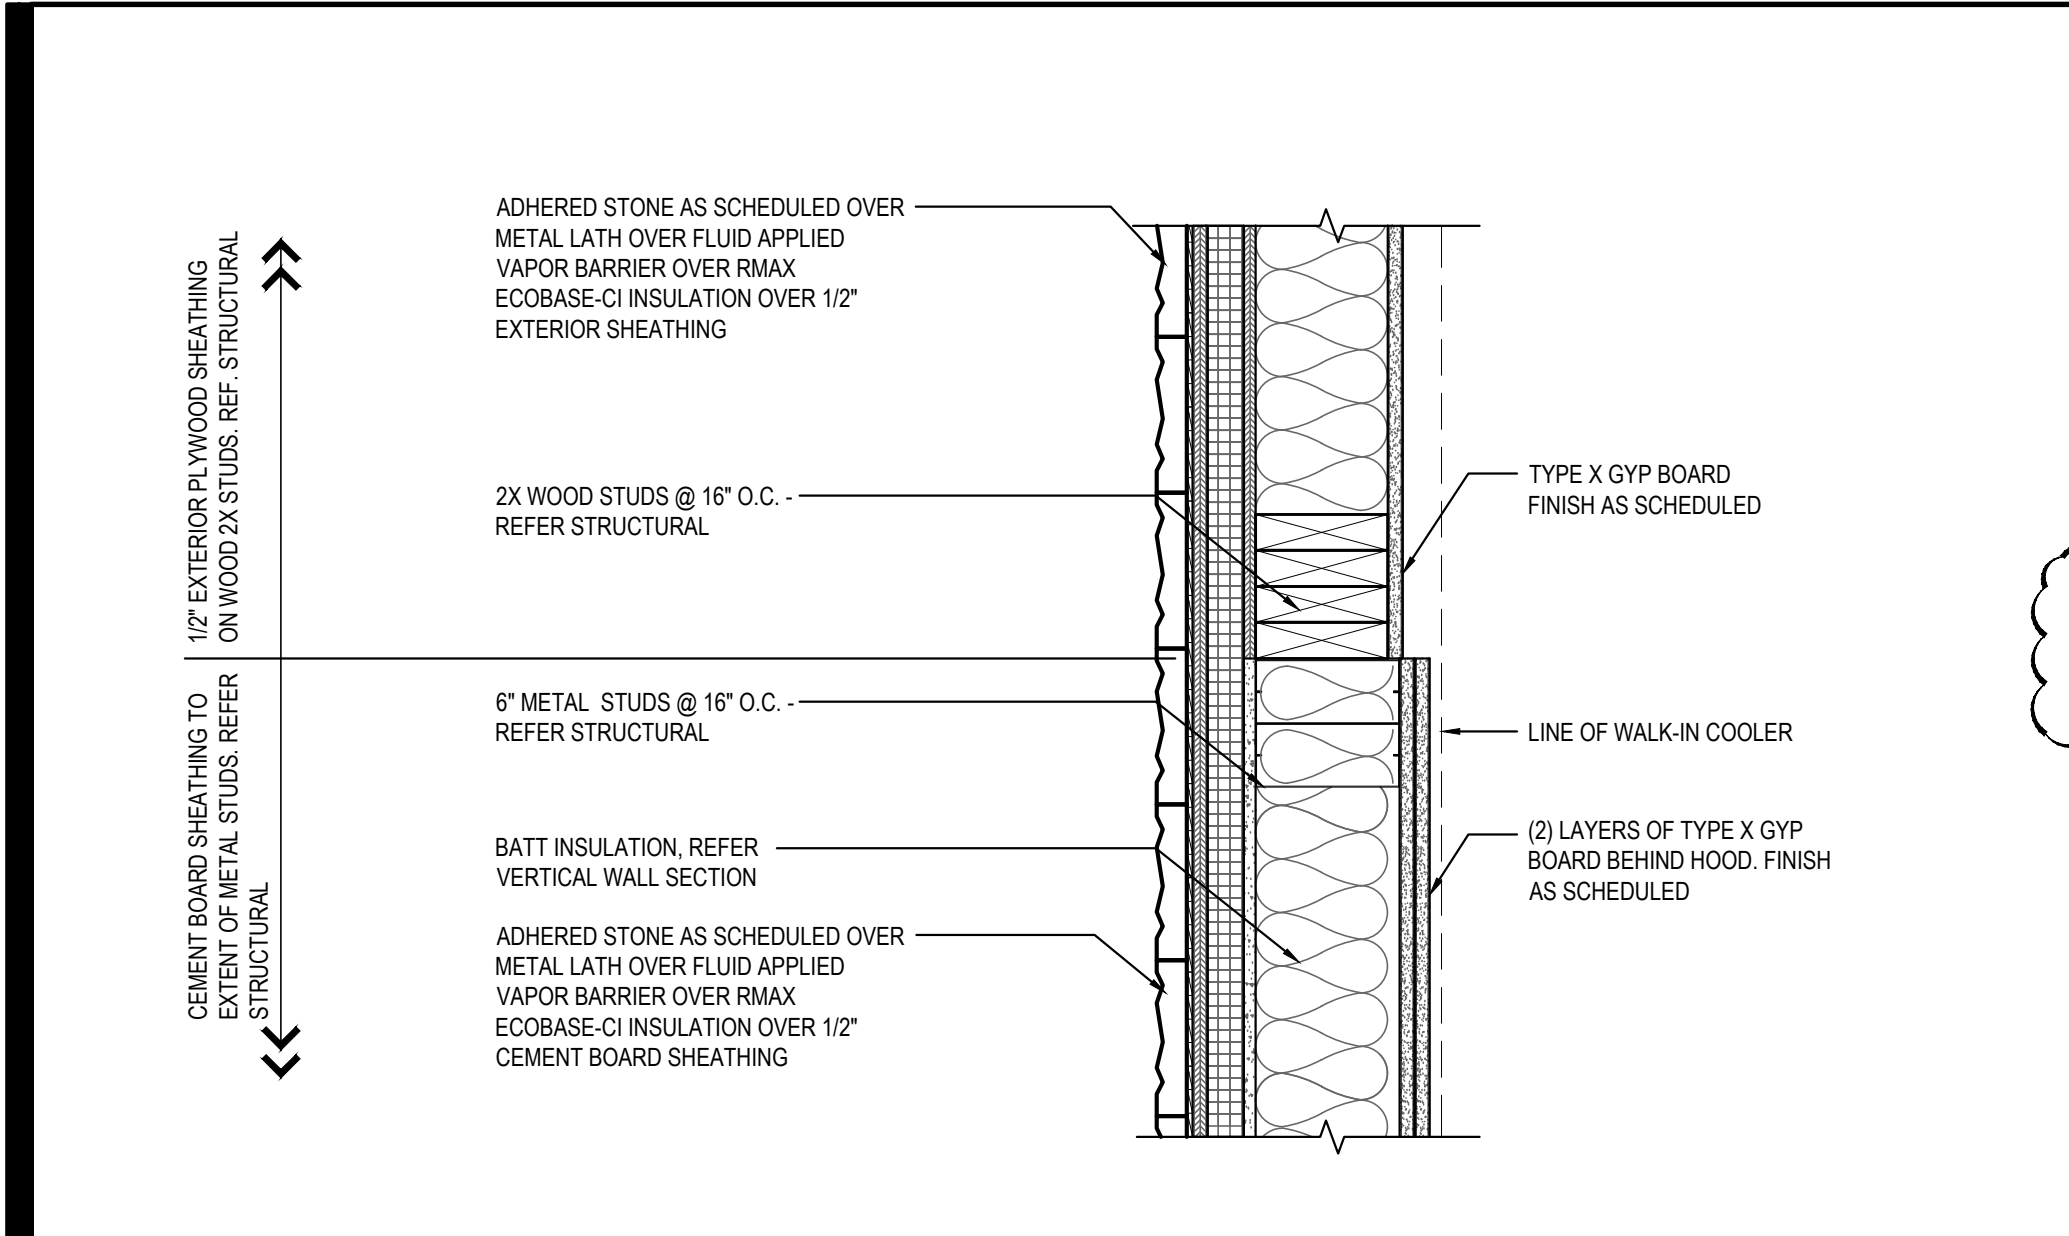 1/2" EXTERIOR PLYWOOD SHEATHING
ON WOOD 2X STUDS. REF. STRUCTURAL
CEMENT BOARD SHEATHING TO
EXTENT OF METAL STUDS. REFER
STRUCTURAL
ADHERED STONE AS SCHEDULED OVER
METAL LATH OVER FLUID APPLIED
VAPOR BARRIER OVER RMAX
ECOBASE-CI INSULATION OVER 1/2"
EXTERIOR SHEATHING
2X WOOD STUDS @ 16" O.C. -
REFER STRUCTURAL
6" METAL STUDS @ 16" O.C. -
REFER STRUCTURAL
BATT INSULATION, REFER
VERTICAL WALL SECTION
ADHERED STONE AS SCHEDULED OVER
METAL LATH OVER FLUID APPLIED
VAPOR BARRIER OVER RMAX
ECOBASE-CI INSULATION OVER 1/2"
CEMENT BOARD SHEATHING
TYPE X GYP BOARD
FINISH AS SCHEDULED
LINE OF WALK-IN COOLER
(2) LAYERS OF TYPE X GYP
BOARD BEHIND HOOD. FINISH
AS SCHEDULED